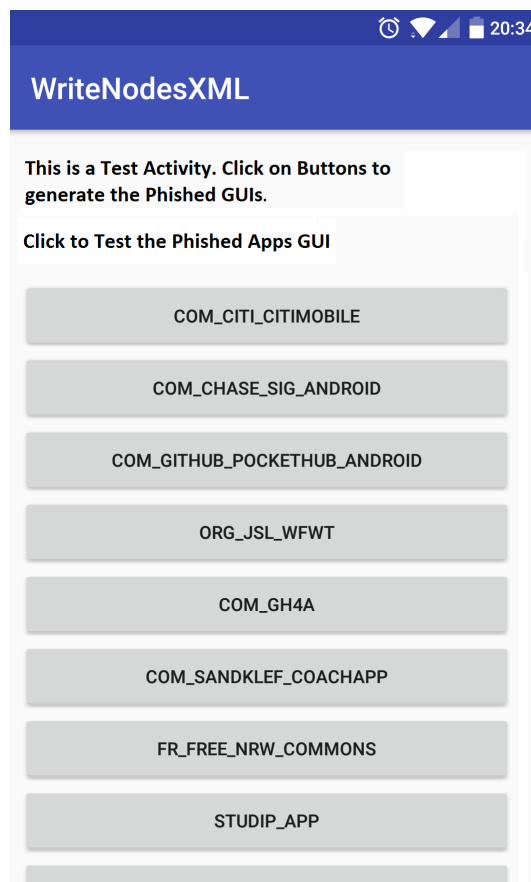 20:34
WriteNodesXML
This is a Test Activity. Click on Buttons to
generate the Phished GUIs.
Click to Test the Phished Apps GUI
COM_CITI_CITIMOBILE
COM_CHASE_SIG_ANDROID
COM_GITHUB_POCKETHUB_ANDROID
ORG_JSL_WFWT
COM_GH4A
COM_SANDKLEF_COACHAPP
FR_FREE_NRW_COMMONS
STUDIP_APP